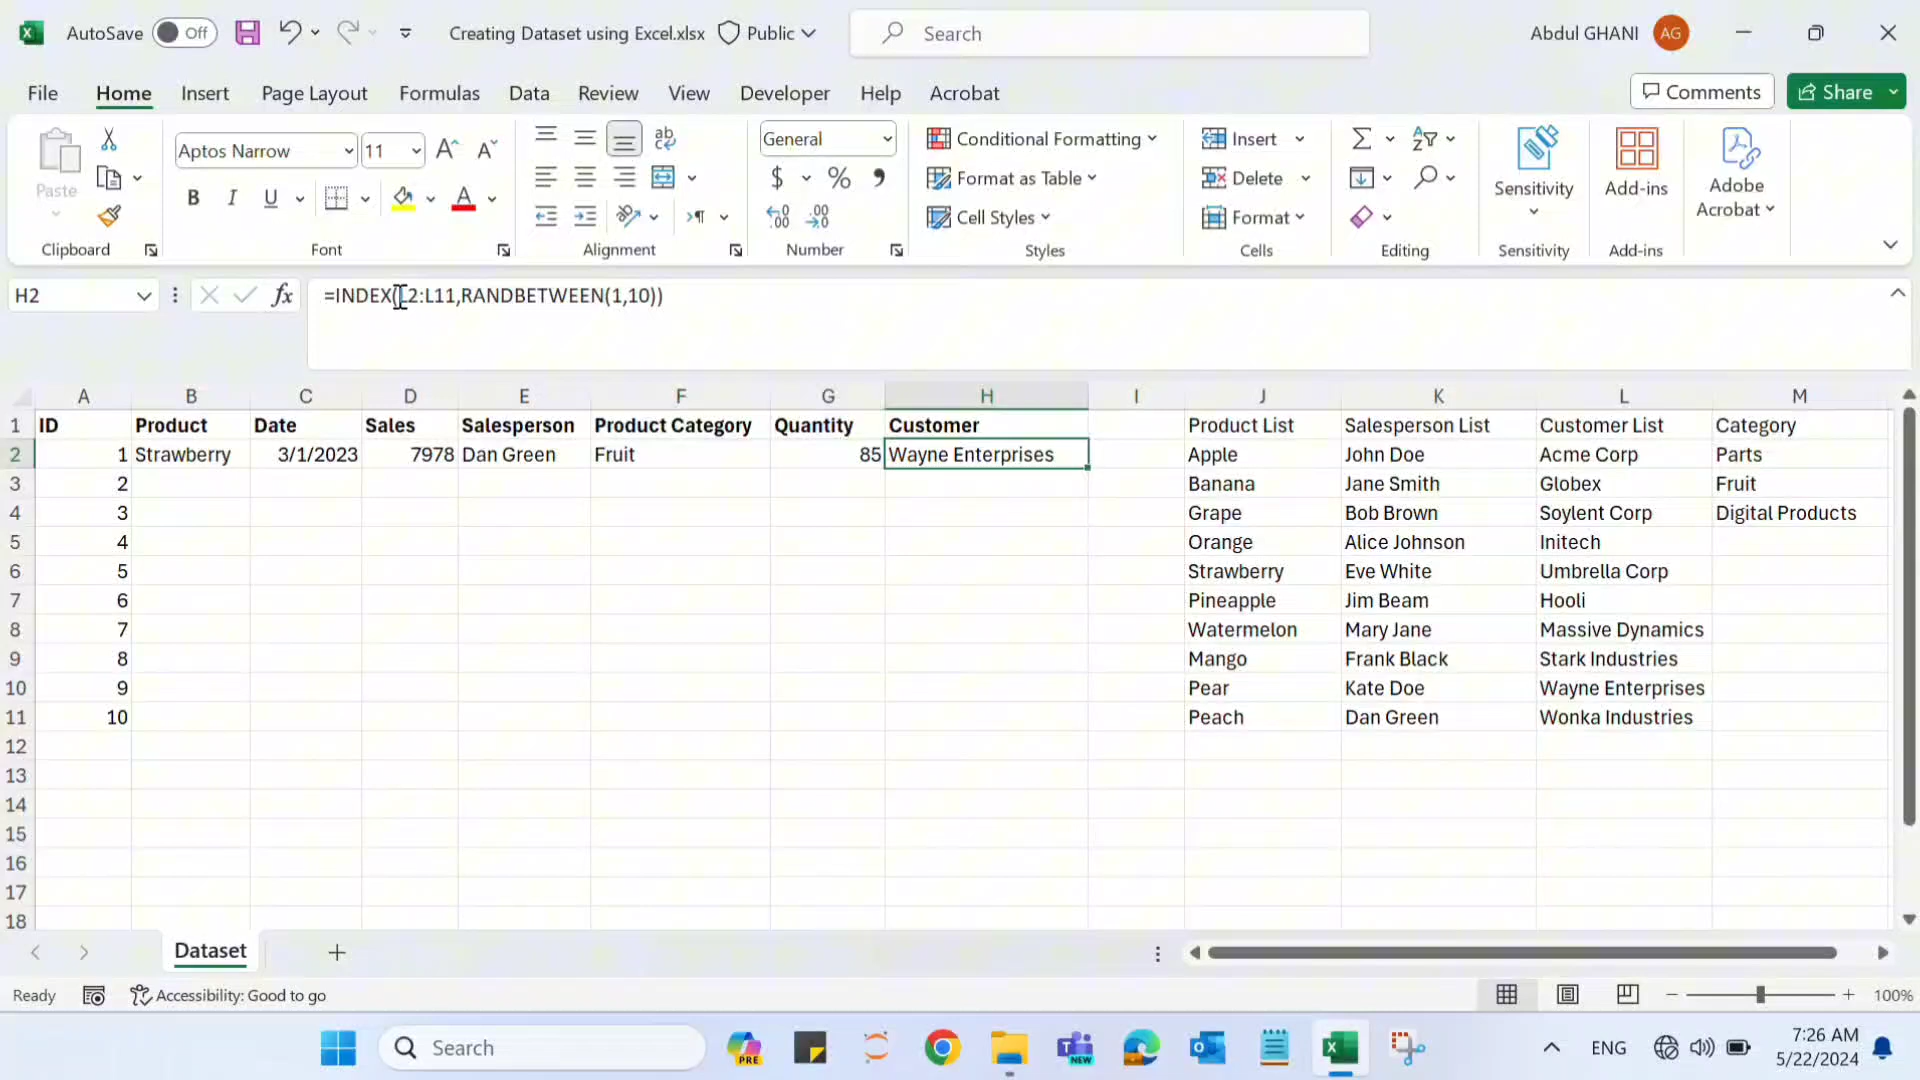 AutoSave Off Creating Dataset using Excel.xlsx Public Search Abdul GHANI AG
File Home Insert Page Layout Formulas Data Review View Developer Help Acrobat Comments Share
Paste Aptos Narrow 11 A^ Aˇ ab General Conditional Formatting Insert Σ Sensitivity Add-ins Adobe Acrobat
Format as Table Delete
B I U A $ % 9 Cell Styles Format
Clipboard Font Alignment Number Styles Cells Editing Sensitivity Add-ins
H2 fx =INDEX(L2:L11,RANDBETWEEN(1,10))
A B C D E F G H I J K L M
1 ID Product Date Sales Salesperson Product Category Quantity Customer Product List Salesperson List Customer List Category
2 1 Strawberry 3/1/2023 7978 Dan Green Fruit 85 Wayne Enterprises Apple John Doe Acme Corp Parts
3 2 Banana Jane Smith Globex Fruit
4 3 Grape Bob Brown Soylent Corp Digital Products
5 4 Orange Alice Johnson Initech
6 5 Strawberry Eve White Umbrella Corp
7 6 Pineapple Jim Beam Hooli
8 7 Watermelon Mary Jane Massive Dynamics
9 8 Mango Frank Black Stark Industries
10 9 Pear Kate Doe Wayne Enterprises
11 10 Peach Dan Green Wonka Industries
12
13
14
15
16
17
18
Dataset
Ready Accessibility: Good to go 100%
Search PRE NEW ENG 7:26 AM
5/22/2024